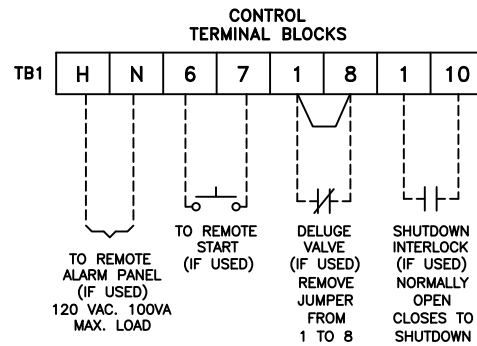 CONTROL
TERMINAL BLOCKS
TB1 H N 6 7 1 8 1 10
TO REMOTE
ALARM PANEL
(IF USED)
120 VAC. 100VA
MAX. LOAD
TO REMOTE
START
(IF USED)
DELUGE
VALVE
(IF USED)
REMOVE
JUMPER
FROM
1 TO 8
SHUTDOWN
INTERLOCK
(IF USED)
NORMALLY
OPEN
CLOSES TO
SHUTDOWN